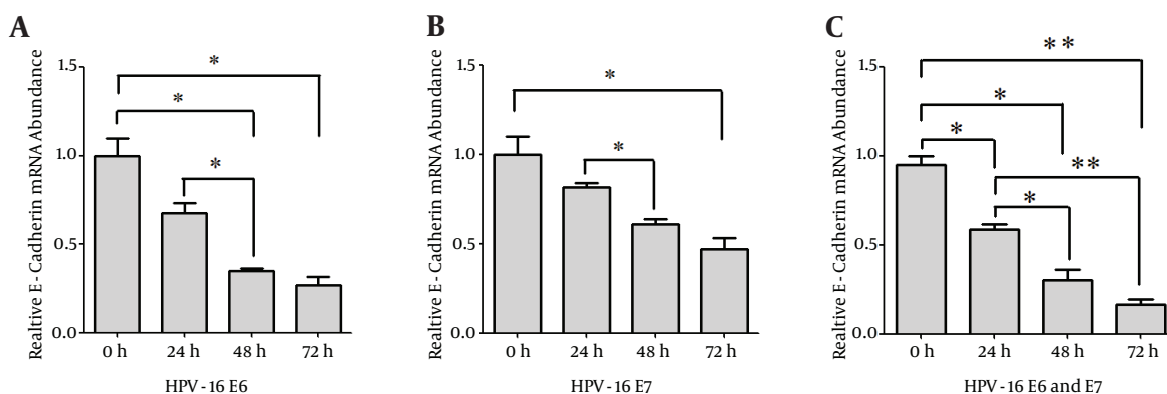 A
Realtive E - Cadherin mRNA Abundance
1.5
1.0
0.5
0.0
*
*
*
0 h 24 h 48 h 72 h
HPV - 16 E6
B
Realtive E - Cadherin mRNA Abundance
1.5
1.0
0.5
0.0
*
*
0 h 24 h 48 h 72 h
HPV - 16 E7
C
Realtive E - Cadherin mRNA Abundance
1.5
1.0
0.5
0.0
**
*
*
**
*
0 h 24 h 48 h 72 h
HPV - 16 E6 and E7